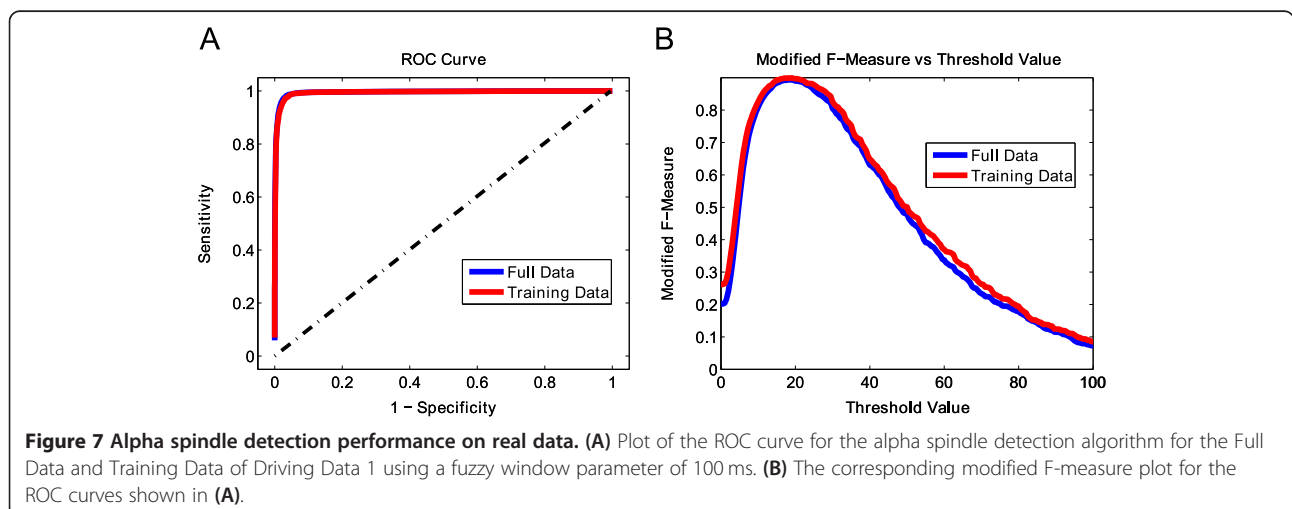 A
ROC Curve
1
0.8
0.6
0.4
0.2
0
Sensitivity
Full Data
Training Data
0 0.2 0.4 0.6 0.8 1
1 − Specificity
B
Modified F−Measure vs Threshold Value
0.8
0.7
0.6
0.5
0.4
0.3
0.2
0.1
0
Modified F−Measure
Full Data
Training Data
0 20 40 60 80 100
Threshold Value
Figure 7 Alpha spindle detection performance on real data. (A) Plot of the ROC curve for the alpha spindle detection algorithm for the Full
Data and Training Data of Driving Data 1 using a fuzzy window parameter of 100 ms. (B) The corresponding modified F-measure plot for the
ROC curves shown in (A).